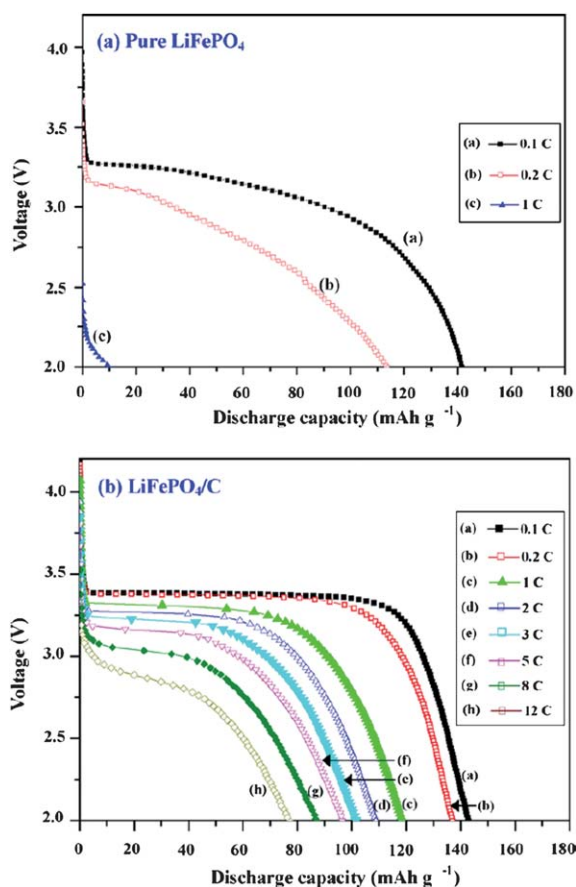 (a) Pure LiFePO4
4.0
3.5
3.0
2.5
2.0
Voltage (V)
(a) 0.1 C
(b) 0.2 C
(c) 1 C
(a)
(b)
(c)
0 20 40 60 80 100 120 140 160 180
Discharge capacity (mAh g -1)
(b) LiFePO4/C
4.0
3.5
3.0
2.5
2.0
Voltage (V)
(a) 0.1 C
(b) 0.2 C
(c) 1 C
(d) 2 C
(e) 3 C
(f) 5 C
(g) 8 C
(h) 12 C
(f)
(e)
(a)
(h)
(g)
(d)
(c)
(b)
0 20 40 60 80 100 120 140 160 180
Discharge capacity (mAh g -1)